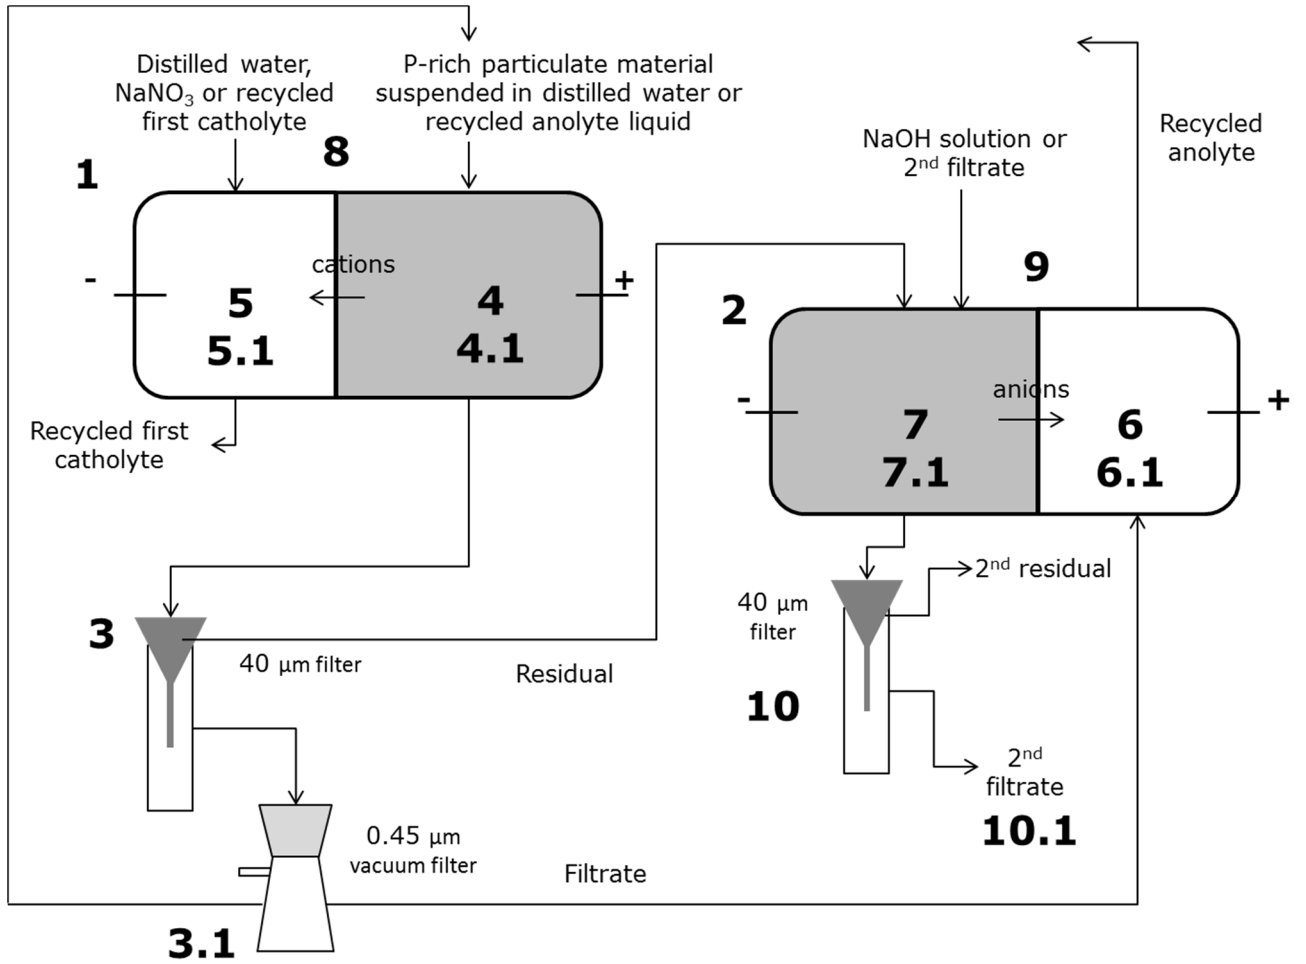 Distilled water,
NaNO₃ or recycled
first catholyte
P-rich particulate material
suspended in distilled water or
recycled anolyte liquid
8
1
NaOH solution or
2nd filtrate
Recycled
anolyte
9
cations
-
+
5
5.1
4
4.1
2
anions
-
+
7
7.1
6
6.1
Recycled first
catholyte
3
40 µm filter
Residual
40 µm
filter
2nd residual
10
2nd
filtrate
10.1
0.45 µm
vacuum filter
Filtrate
3.1